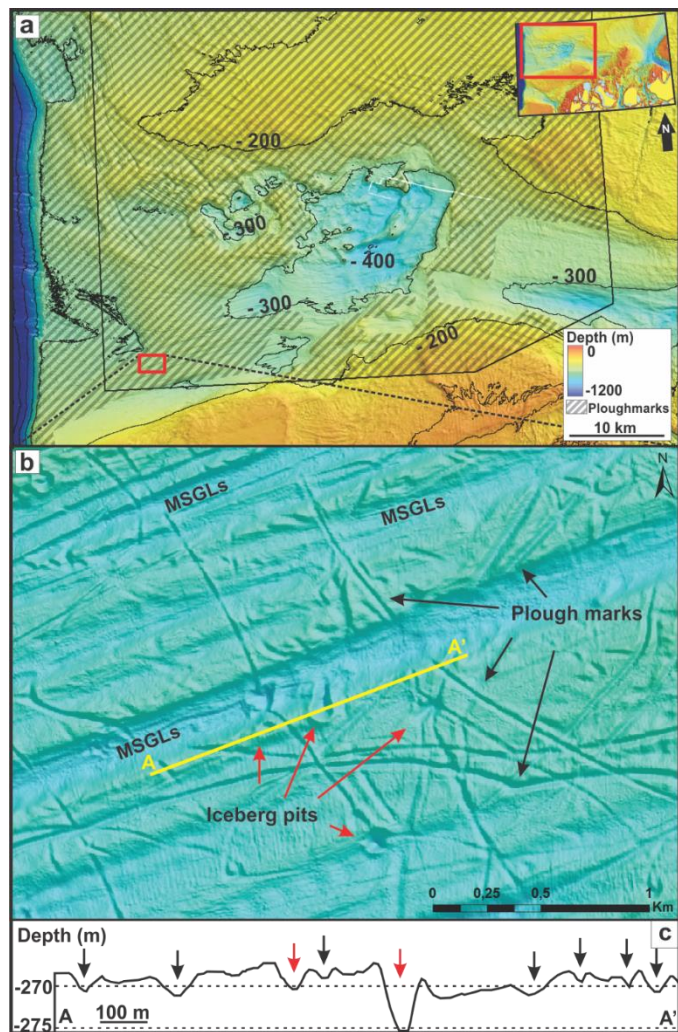 a
N
- 200
- 300
- 400
- 300
- 300
- 200
Depth (m)
0
-1200
Ploughmarks
10 km
b
N
MSGLs
MSGLs
Plough marks
A'
MSGLs
A
Iceberg pits
0 0,25 0,5 1
Km
Depth (m)
c
-270
-275
A
100 m
A'